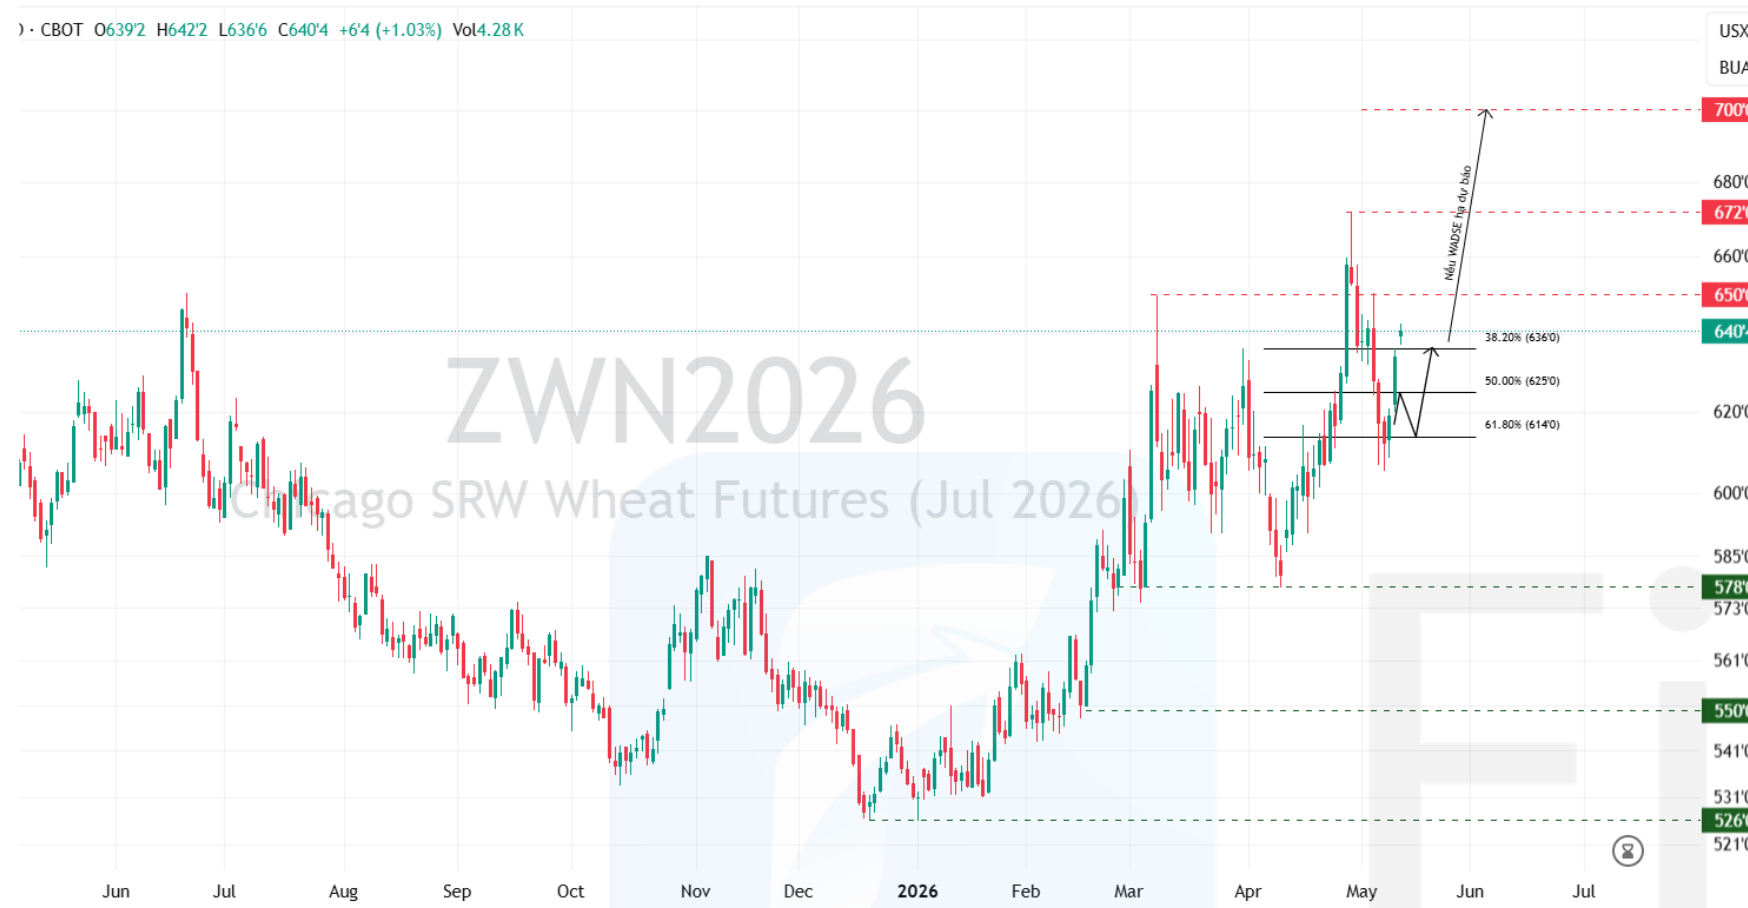 · CBOT O639'2 H642'2 L636'6 C640'4 +6'4 (+1.03%) Vol4.28 K
USX
BUA
700'0
680'0
672'0
660'0
650'0
640'4
620'0
600'0
585'0
578'0
573'0
561'0
550'0
541'0
531'0
526'0
521'0
Nếu WADSE hạ dự báo
38.20% (636'0)
50.00% (625'0)
61.80% (614'0)
ZWN2026
Chicago SRW Wheat Futures (Jul 2026)
Fi
Jun Jul Aug Sep Oct Nov Dec 2026 Feb Mar Apr May Jun Jul